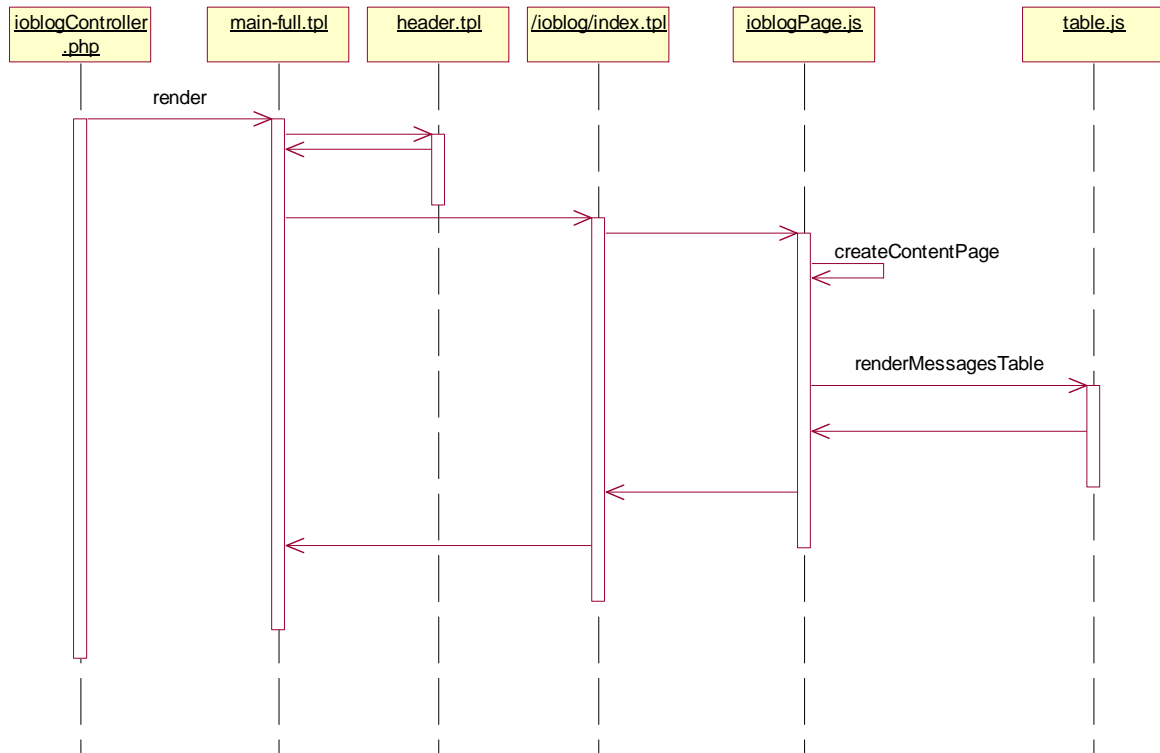 ioblogController
.php
main-full.tpl
header.tpl
/ioblog/index.tpl
ioblogPage.js
table.js
render
createContentPage
renderMessagesTable